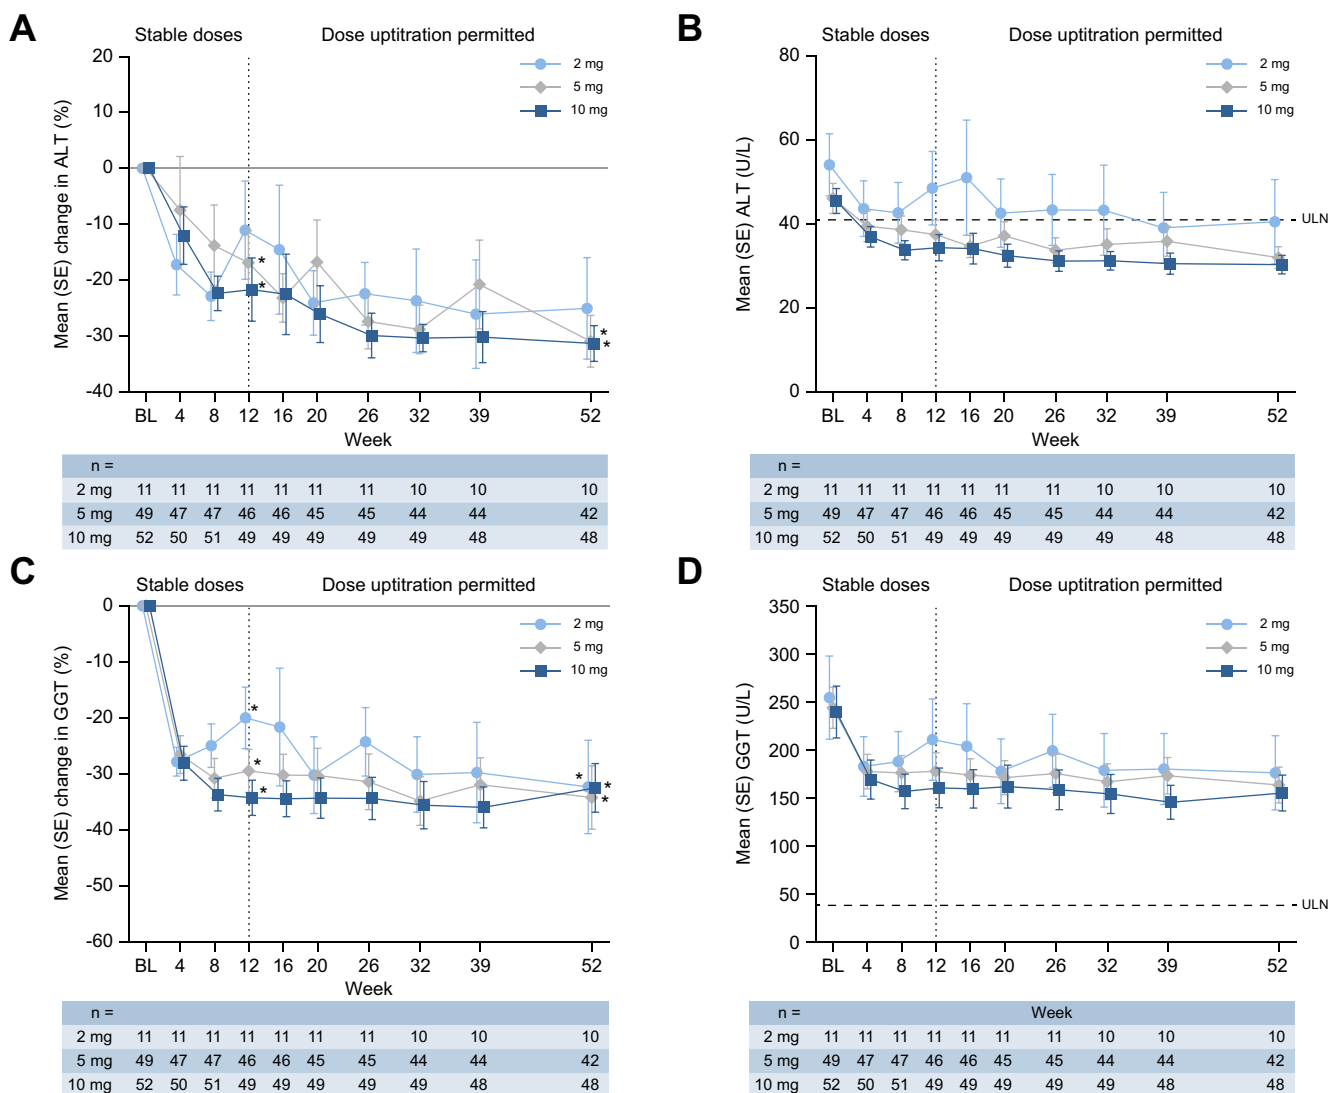 A
Stable doses Dose uptitration permitted
Mean (SE) change in ALT (%)
20
10
0
-10
-20
-30
-40
2 mg
5 mg
10 mg
*
*
*
*
BL 4 8 12 16 20 26 32 39 52
Week
n =
2 mg 11 11 11 11 11 11 11 10 10 10
5 mg 49 47 47 46 46 45 45 44 44 42
10 mg 52 50 51 49 49 49 49 49 48 48
B
Stable doses Dose uptitration permitted
Mean (SE) ALT (U/L)
80
60
40
20
0
2 mg
5 mg
10 mg
ULN
BL 4 8 12 16 20 26 32 39 52
Week
n =
2 mg 11 11 11 11 11 11 11 10 10 10
5 mg 49 47 47 46 46 45 45 44 44 42
10 mg 52 50 51 49 49 49 49 49 48 48
C
Stable doses Dose uptitration permitted
Mean (SE) change in GGT (%)
0
-10
-20
-30
-40
-50
-60
2 mg
5 mg
10 mg
*
*
*
*
*
*
BL 4 8 12 16 20 26 32 39 52
Week
n =
2 mg 11 11 11 11 11 11 11 10 10 10
5 mg 49 47 47 46 46 45 45 44 44 42
10 mg 52 50 51 49 49 49 49 49 48 48
D
Stable doses Dose uptitration permitted
Mean (SE) GGT (U/L)
350
300
250
200
150
100
50
0
2 mg
5 mg
10 mg
ULN
BL 4 8 12 16 20 26 32 39 52
n = Week
2 mg 11 11 11 11 11 11 11 10 10 10
5 mg 49 47 47 46 46 45 45 44 44 42
10 mg 52 50 51 49 49 49 49 49 48 48